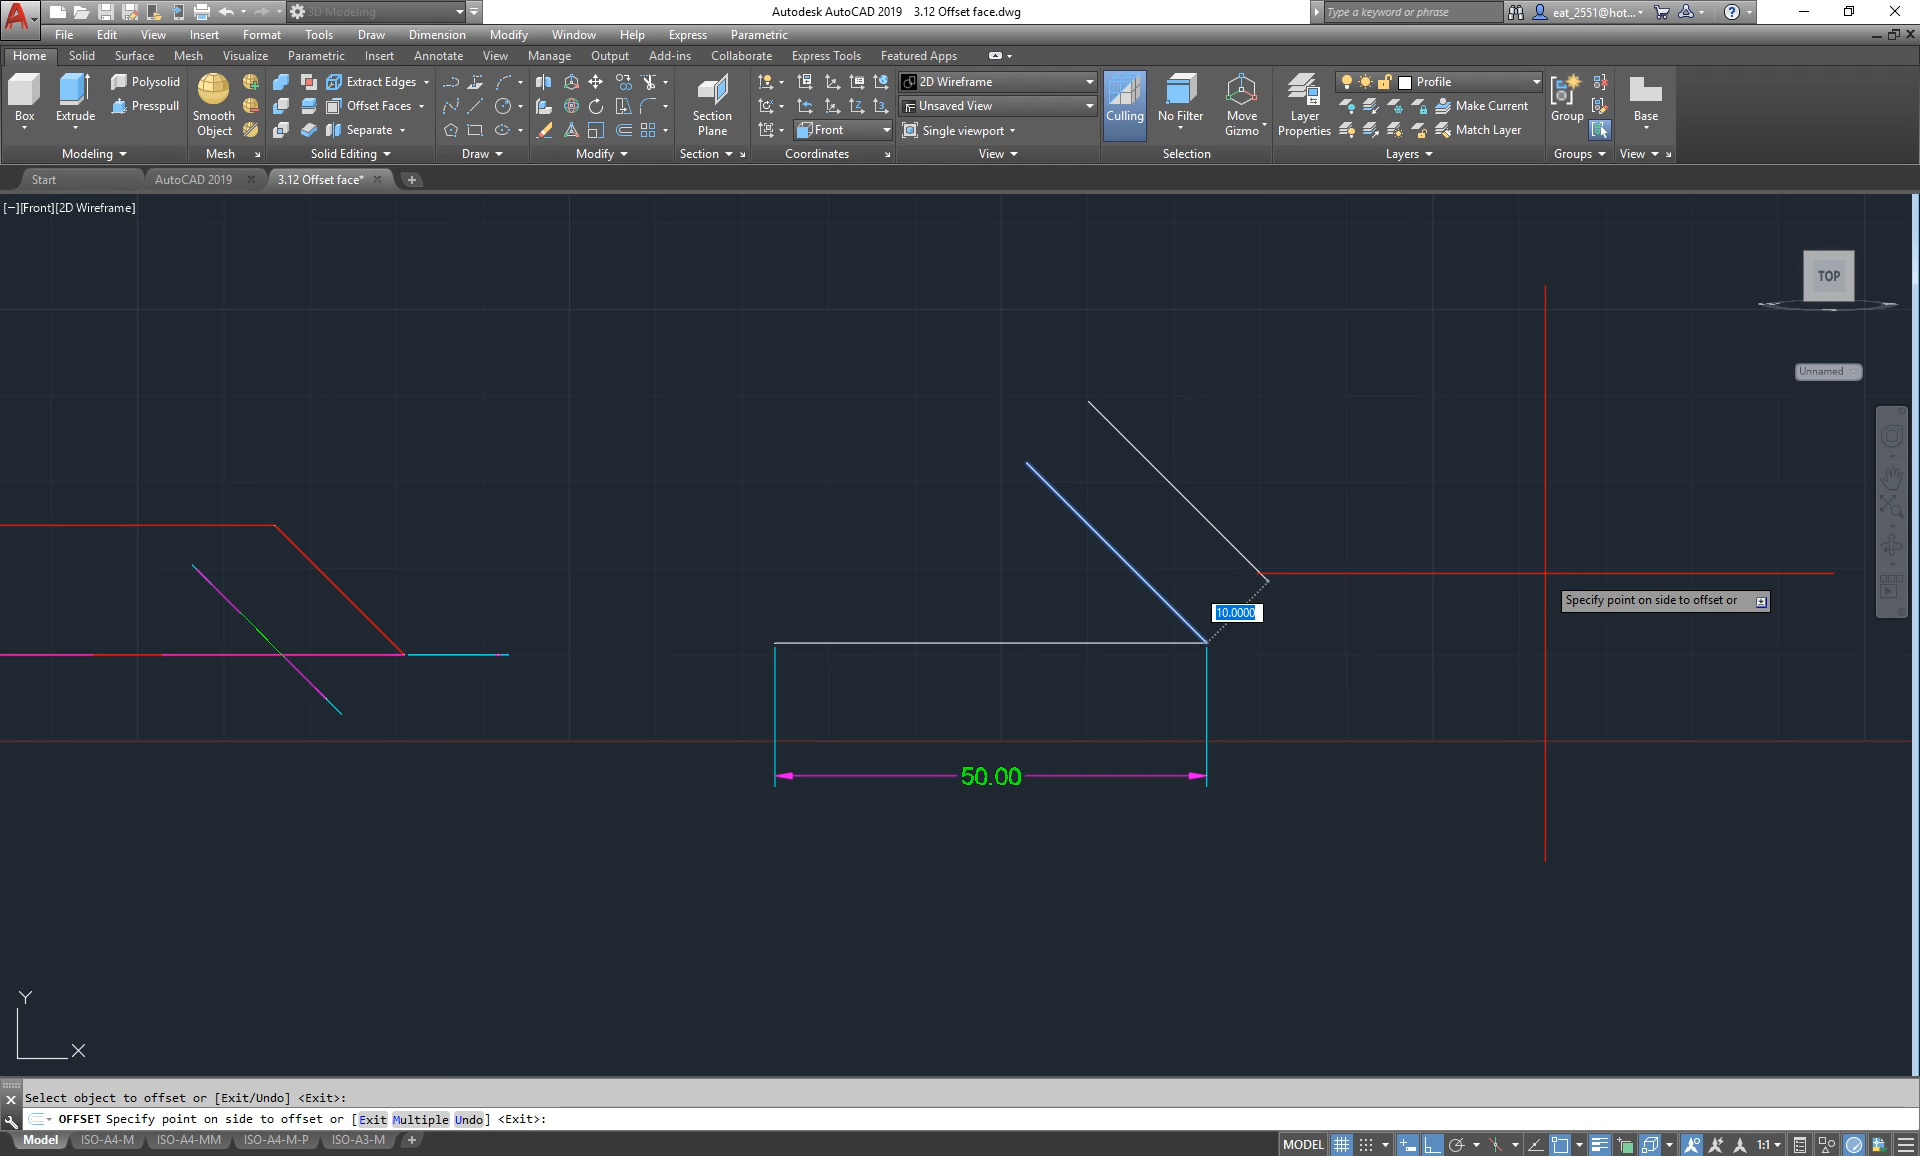 3D Modeling
Autodesk AutoCAD 2019 3.12 Offset face.dwg
Type a keyword or phrase
eat_2551@hot...
File Edit View Insert Format Tools Draw Dimension Modify Window Help Express Parametric
Home Solid Surface Mesh Visualize Parametric Insert Annotate View Manage Output Add-ins Collaborate Express Tools Featured Apps
Box
Extrude
Polysolid
Presspull
Modeling
Smooth
Object
Mesh
Extract Edges
Offset Faces
Separate
Solid Editing
Draw
Modify
Section
Plane
Section
Front
Coordinates
2D Wireframe
Unsaved View
Single viewport
View
Culling
No Filter
Move
Gizmo
Selection
Layer
Properties
Profile
Make Current
Match Layer
Layers
Group
Groups
Base
View
Start AutoCAD 2019 3.12 Offset face*
[−][Front][2D Wireframe]
TOP
Unnamed
10.0000
Specify point on side to offset or
50.00
Y
X
Select object to offset or [Exit/Undo] <Exit>:
OFFSET Specify point on side to offset or [Exit Multiple Undo] <Exit>:
Model ISO-A4-M ISO-A4-MM ISO-A4-M-P ISO-A3-M
MODEL
1:1